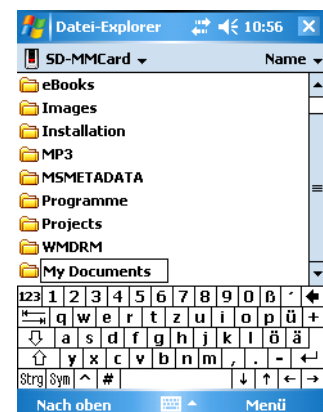 Datei-Explorer 10:56
SD-MMCard Name
eBooks
Images
Installation
MP3
MSMETADATA
Programme
Projects
WMDRM
My Documents
123 1 2 3 4 5 6 7 8 9 0 ß ´
q w e r t z u i o p ü +
a s d f g h j k l ö ä
y x c v b n m , . -
Strg Sym ^ #
Nach oben Menü